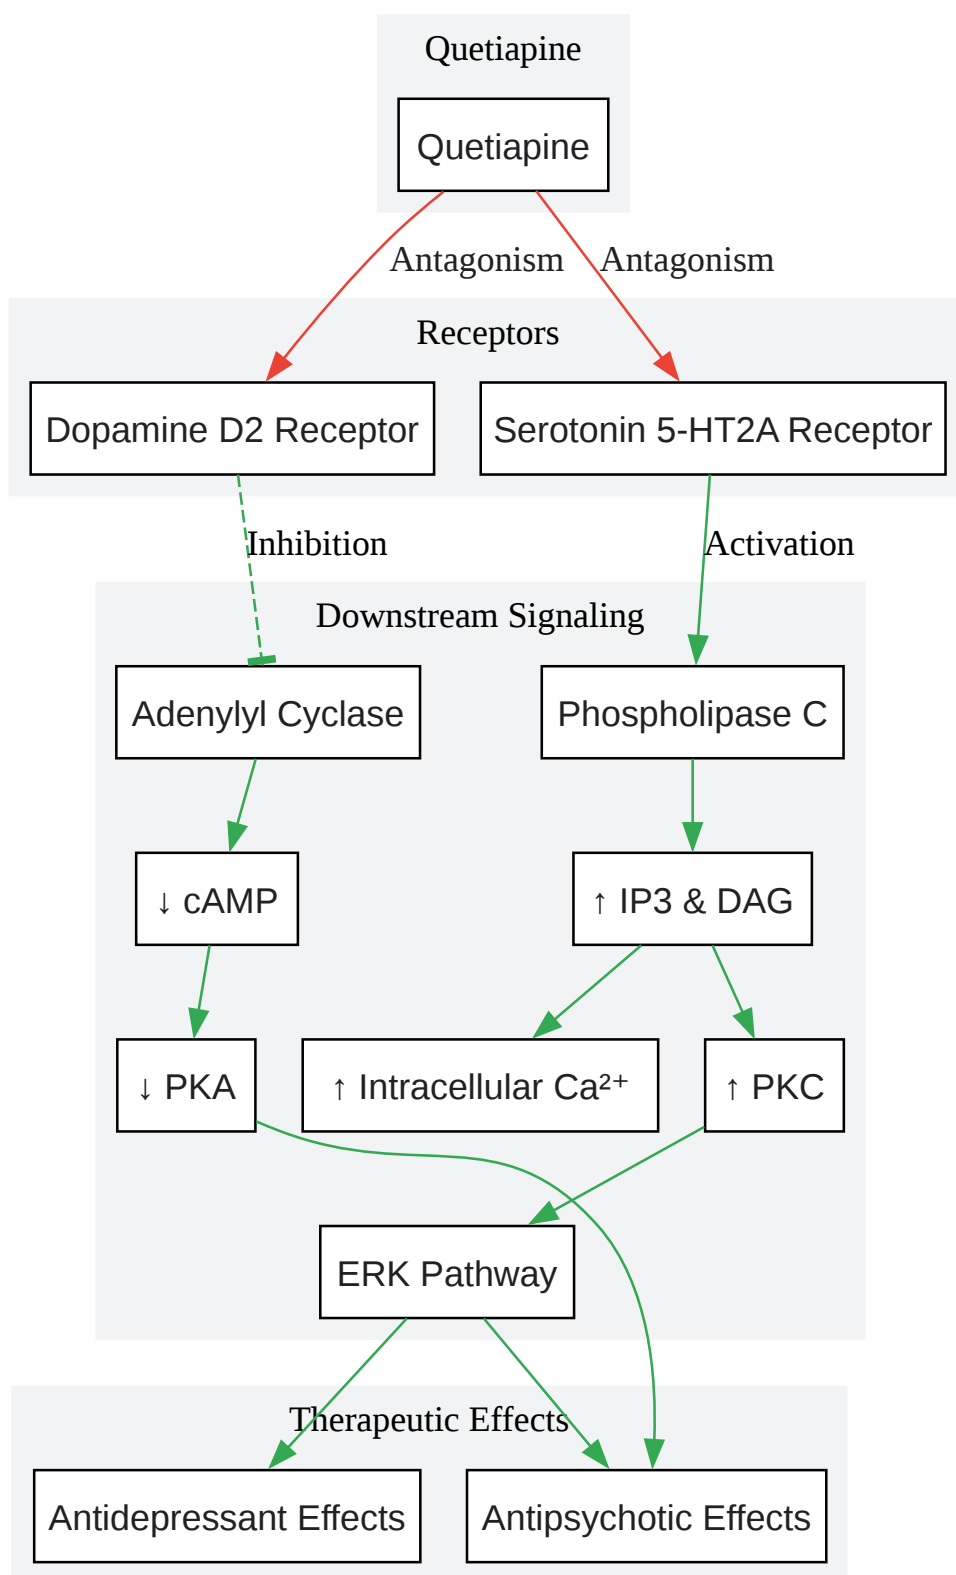 Quetiapine
Quetiapine
Antagonism
Antagonism
Receptors
Dopamine D2 Receptor
Serotonin 5-HT2A Receptor
Inhibition
Activation
Downstream Signaling
Adenylyl Cyclase
Phospholipase C
↓ cAMP
↑ IP3 & DAG
↓ PKA
↑ Intracellular Ca²⁺
↑ PKC
ERK Pathway
Therapeutic Effects
Antidepressant Effects
Antipsychotic Effects